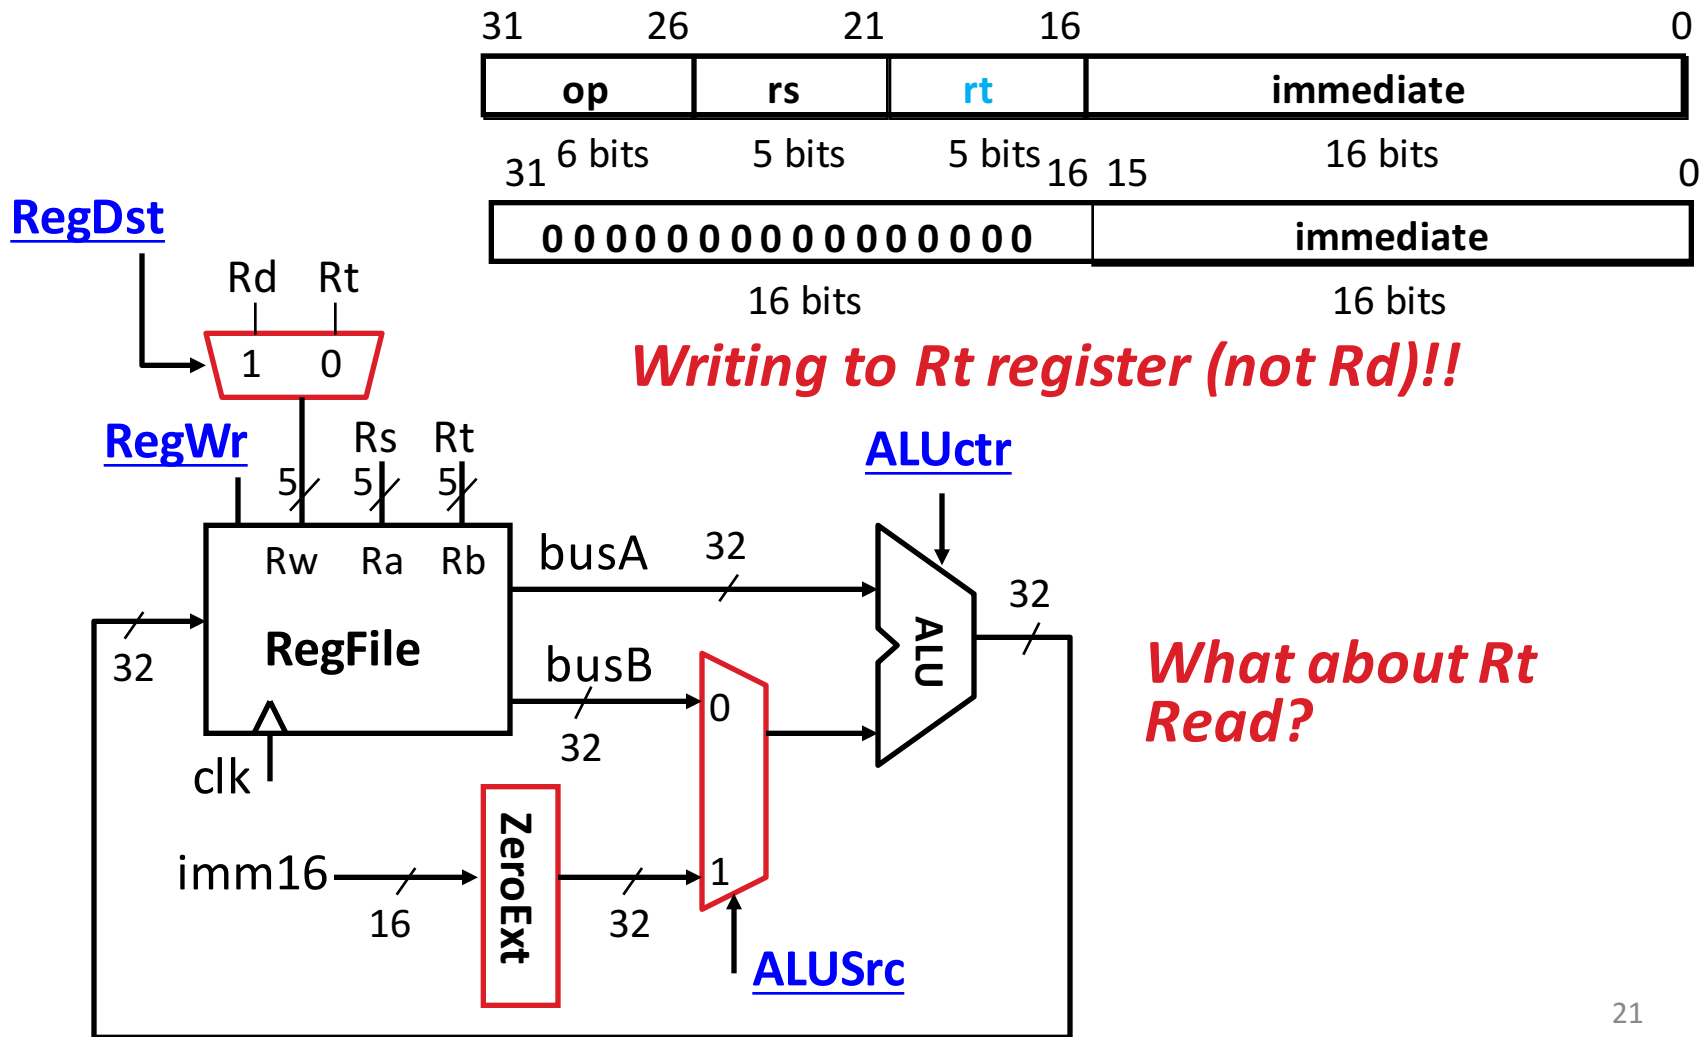 31 26 21 16 0
op rs rt immediate
6 bits 5 bits 5 bits 16 bits
31 16 15 0
RegDst
0 0 0 0 0 0 0 0 0 0 0 0 0 0 0 0 immediate
16 bits 16 bits
Rd Rt
1 0
Writing to Rt register (not Rd)!!
RegWr Rs Rt ALUctr
5 5 5
Rw Ra Rb busA 32
32
32 RegFile ALU
busB
What about Rt
Read?
0
32
clk
imm16 ZeroExt 1
16 32
ALUSrc
21